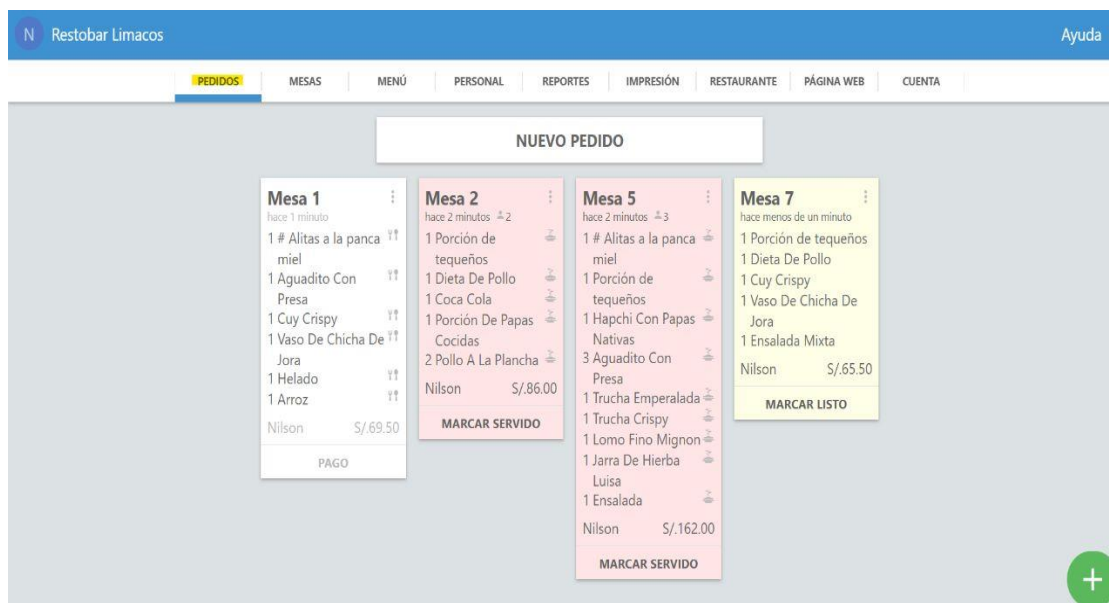 N Restobar Limacos
Ayuda
PEDIDOS MESAS MENÚ PERSONAL REPORTES IMPRESIÓN RESTAURANTE PÁGINA WEB CUENTA
NUEVO PEDIDO
Mesa 1
hace 1 minuto
1 # Alitas a la panca
miel
1 Aguadito Con
Presa
1 Cuy Crispy
1 Vaso De Chicha De
Jora
1 Helado
1 Arroz
Nilson S/.69.50
PAGO
Mesa 2
hace 2 minutos 2
1 Porción de
tequeños
1 Dieta De Pollo
1 Coca Cola
1 Porción De Papas
Cocidas
2 Pollo A La Plancha
Nilson S/.86.00
MARCAR SERVIDO
Mesa 5
hace 2 minutos 3
1 # Alitas a la panca
miel
1 Porción de
tequeños
1 Hapchi Con Papas
Nativas
3 Aguadito Con
Presa
1 Trucha Emperalada
1 Trucha Crispy
1 Lomo Fino Mignon
1 Jarra De Hierba
Luisa
1 Ensalada
Nilson S/.162.00
MARCAR SERVIDO
Mesa 7
hace menos de un minuto
1 Porción de tequeños
1 Dieta De Pollo
1 Cuy Crispy
1 Vaso De Chicha De
Jora
1 Ensalada Mixta
Nilson S/.65.50
MARCAR LISTO
+